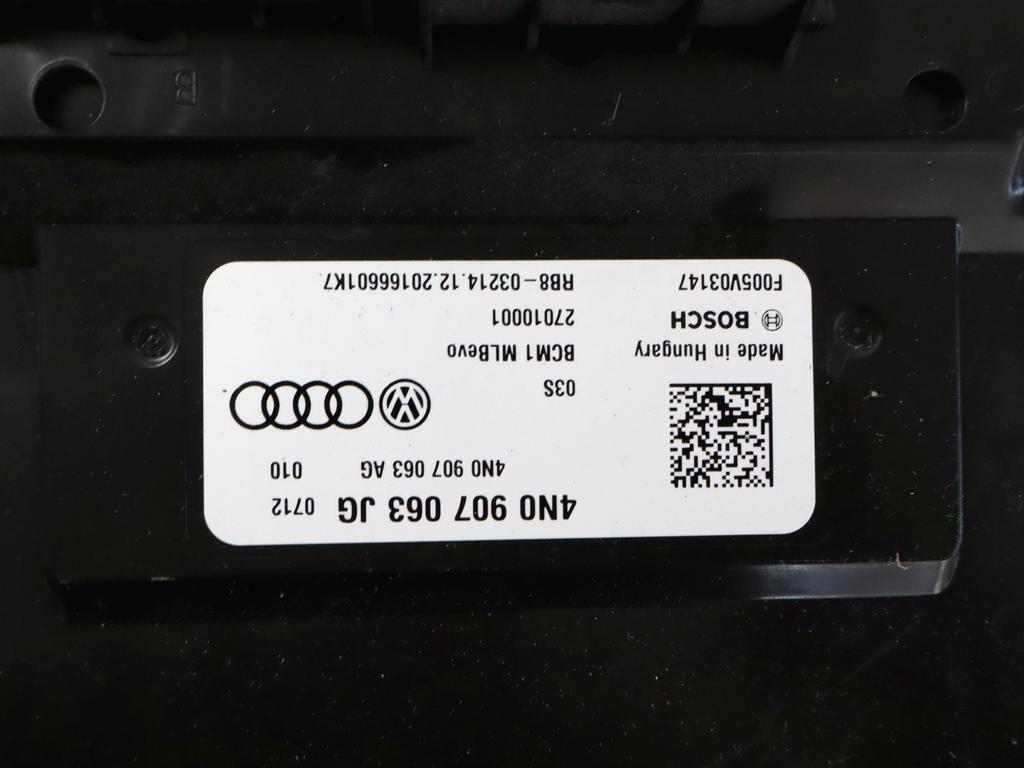 4N0 907 063 JG 0712
4N0 907 063 AG 010
03S
BCM1 MLBevo
27010001
RB8-03214.12.20166601K7
Made in Hungary
BOSCH
F005V03147
B